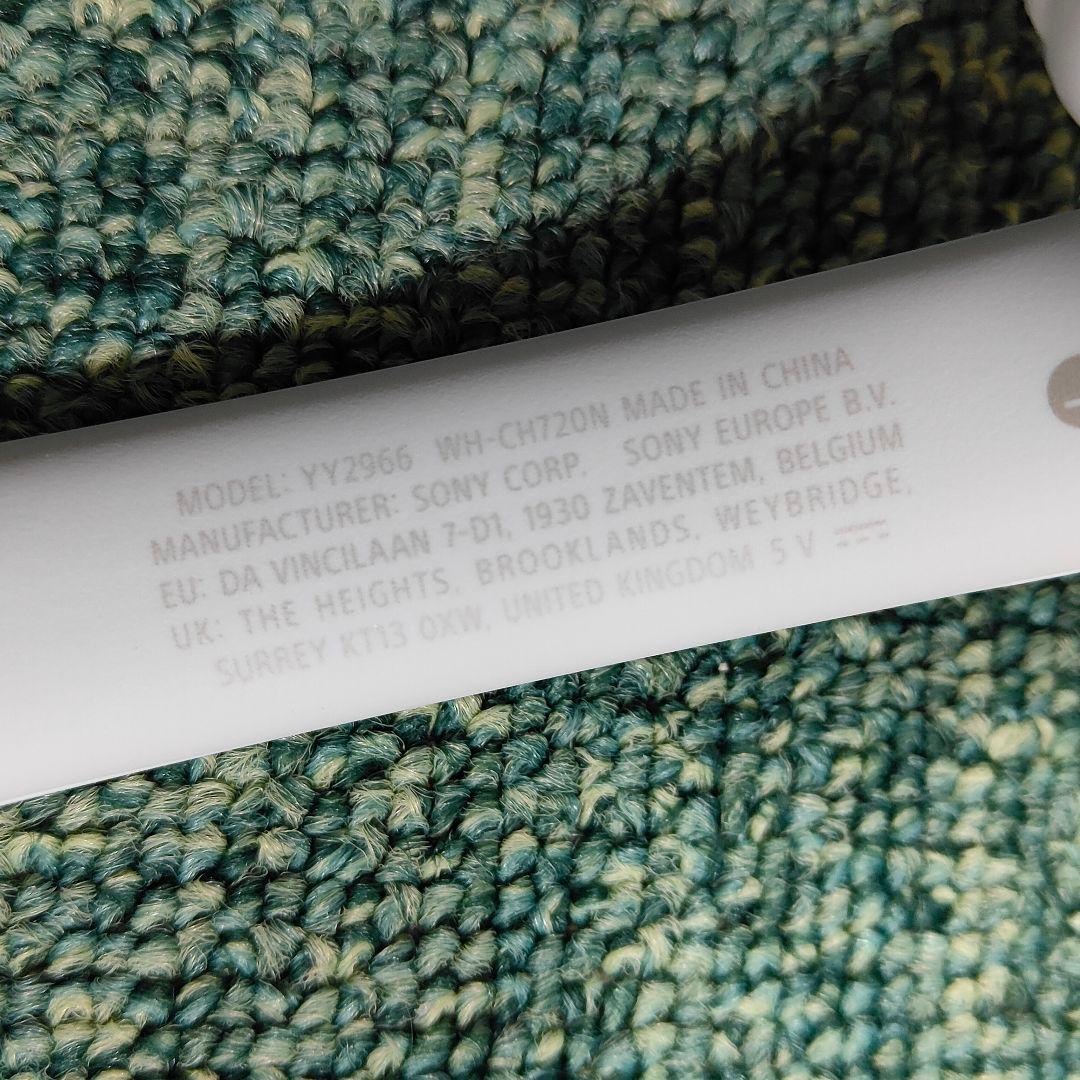 MODEL: YY2966 WH-CH720N MADE IN CHINA
MANUFACTURER: SONY CORP. SONY EUROPE B.V.
EU: DA VINCILAAN 7-D1, 1930 ZAVENTEM, BELGIUM
UK: THE HEIGHTS, BROOKLANDS, WEYBRIDGE,
SURREY KT13 0XW, UNITED KINGDOM 5 V ⎓